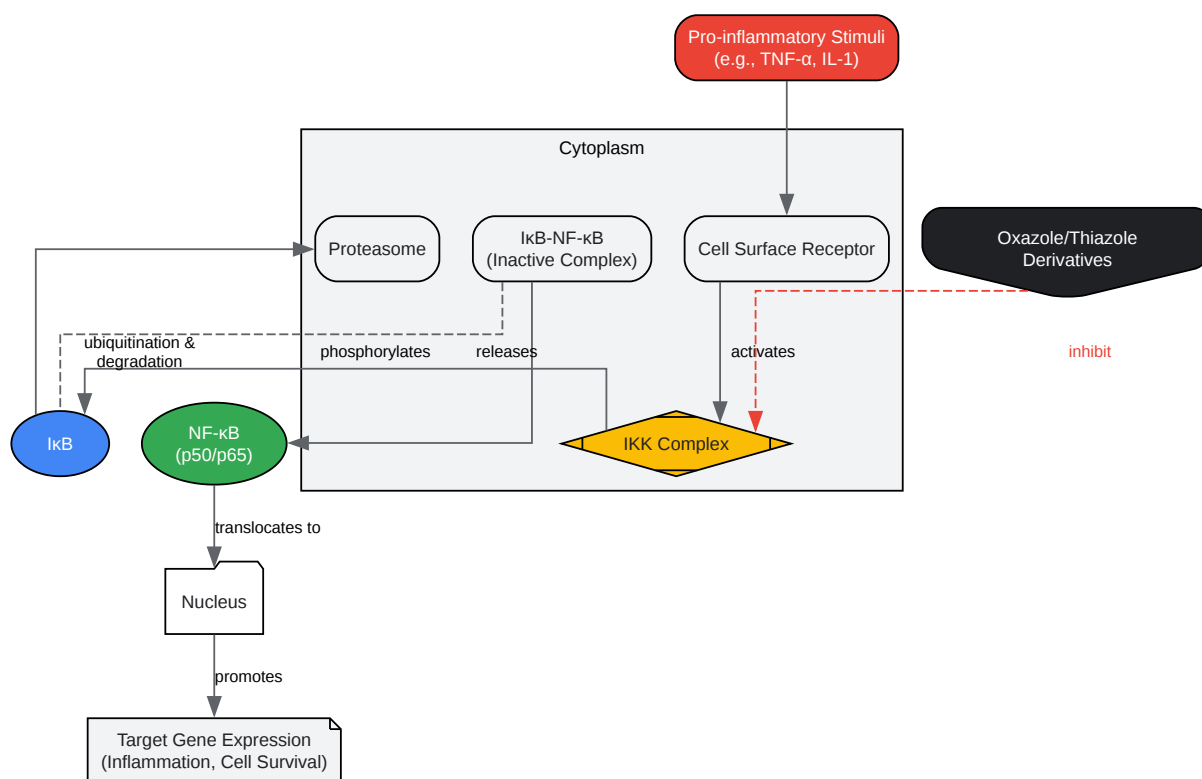 Pro-inflammatory Stimuli
(e.g., TNF-α, IL-1)
Cytoplasm
Proteasome
IκB-NF-κB
(Inactive Complex)
Cell Surface Receptor
Oxazole/Thiazole
Derivatives
ubiquitination &
degradation
phosphorylates
releases
activates
inhibit
IκB
NF-κB
(p50/p65)
IKK Complex
translocates to
Nucleus
promotes
Target Gene Expression
(Inflammation, Cell Survival)